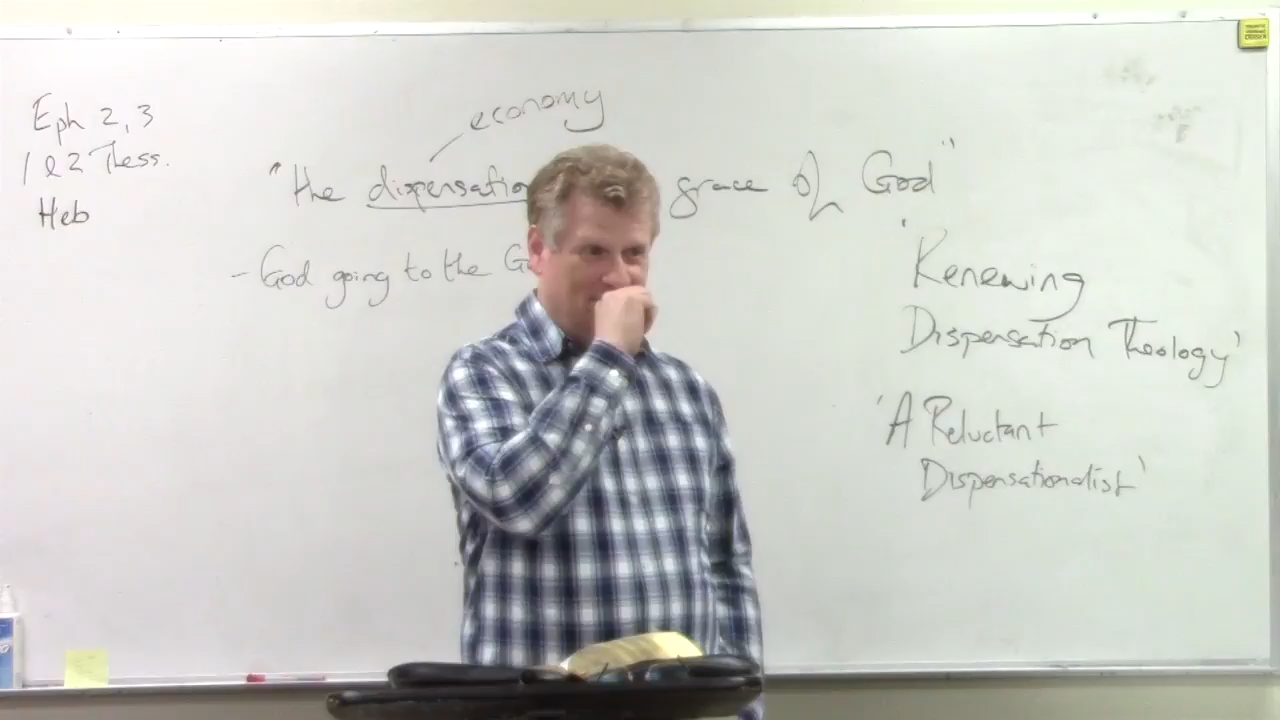 Eph 2, 3
1 & 2 Thess.
Heb
economy
"the dispensatio grace of God"
- God going to the G
'Renewing
Dispensation Theology'
'A Reluctant
Dispensationalist'